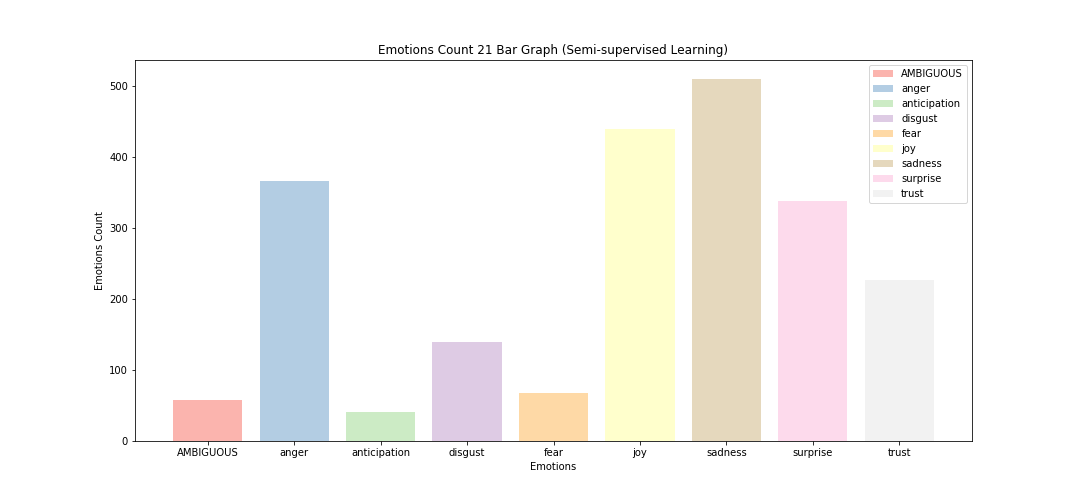 Emotions Count 21 Bar Graph (Semi-supervised Learning)
AMBIGUOUS
anger
anticipation
disgust
fear
joy
sadness
surprise
trust
500
400
300
200
100
0
Emotions Count
AMBIGUOUS anger anticipation disgust fear joy sadness surprise trust
Emotions